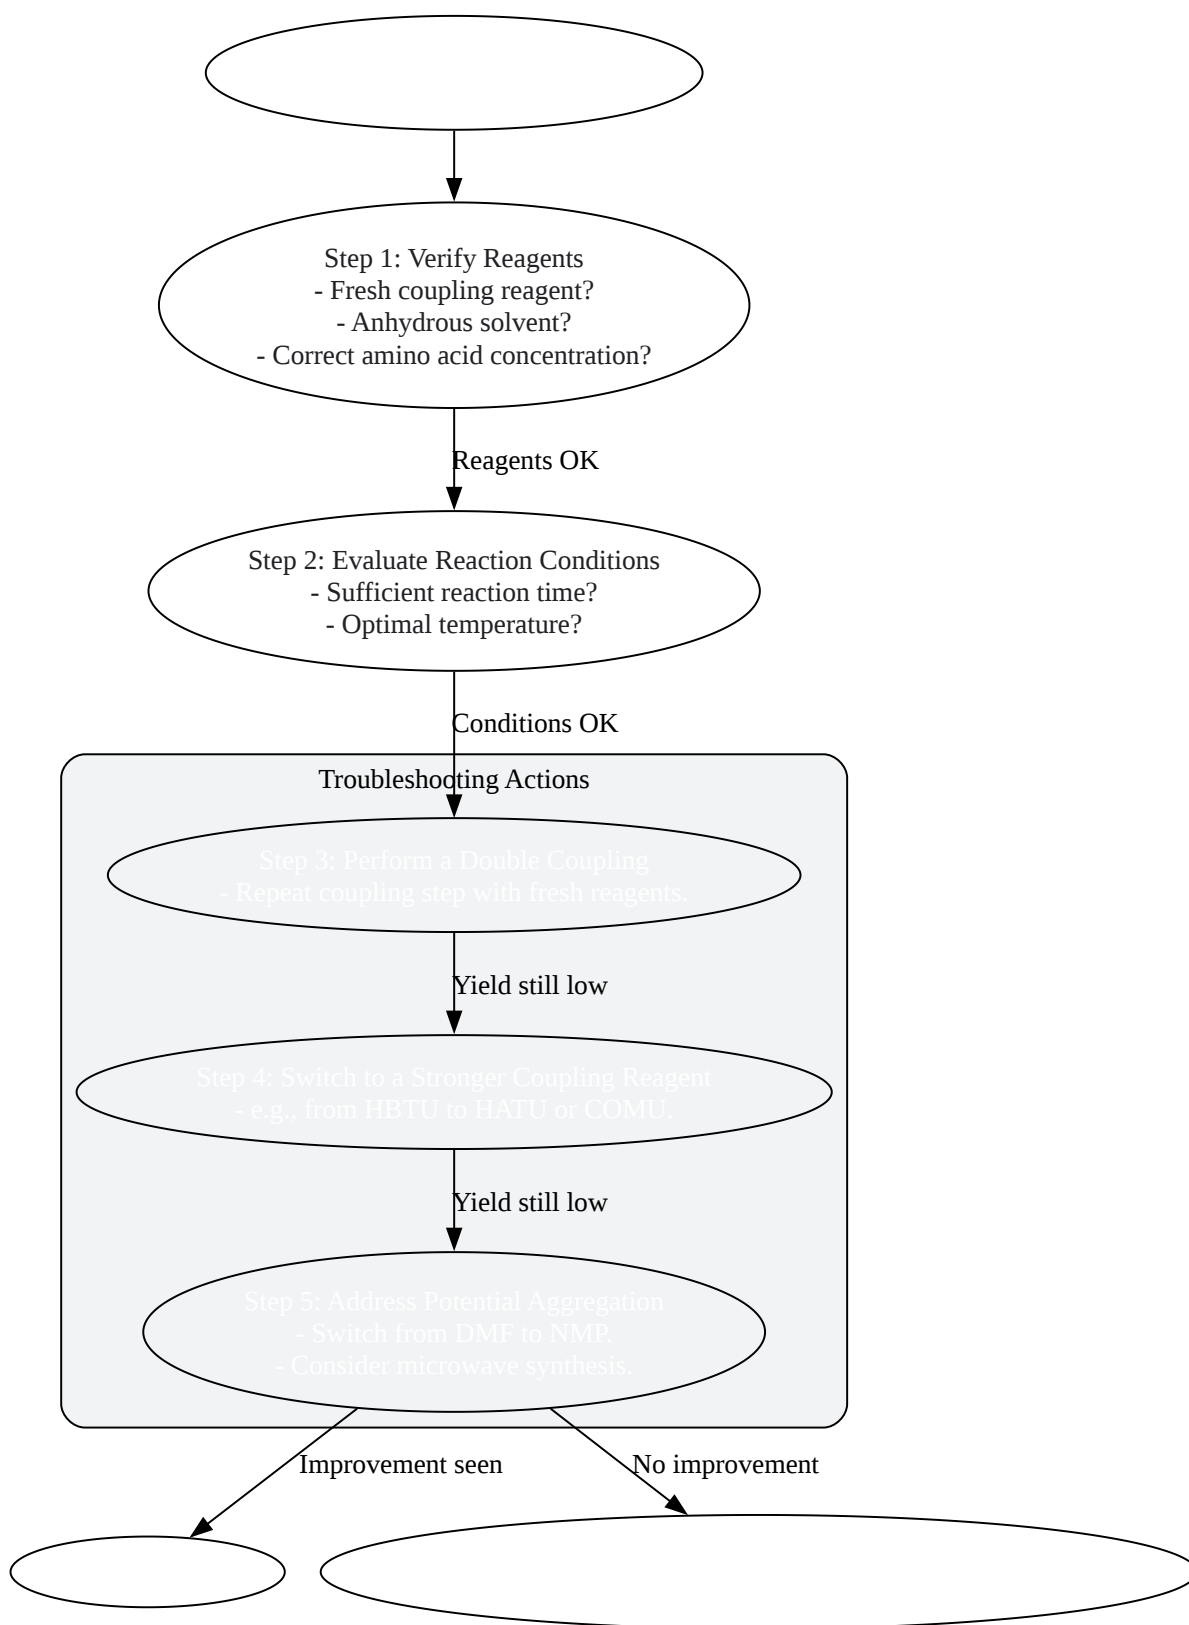 Step 1: Verify Reagents
- Fresh coupling reagent?
- Anhydrous solvent?
- Correct amino acid concentration?
Reagents OK
Step 2: Evaluate Reaction Conditions
- Sufficient reaction time?
- Optimal temperature?
Conditions OK
Troubleshooting Actions
Step 3: Perform a Double Coupling
- Repeat coupling step with fresh reagents.
Yield still low
Step 4: Switch to a Stronger Coupling Reagent
- e.g., from HBTU to HATU or COMU.
Yield still low
Step 5: Address Potential Aggregation
- Switch from DMF to NMP.
- Consider microwave synthesis.
Improvement seen
No improvement